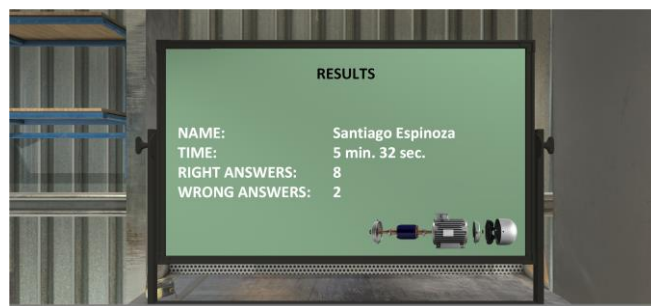 RESULTS
NAME: Santiago Espinoza
TIME: 5 min. 32 sec.
RIGHT ANSWERS: 8
WRONG ANSWERS: 2